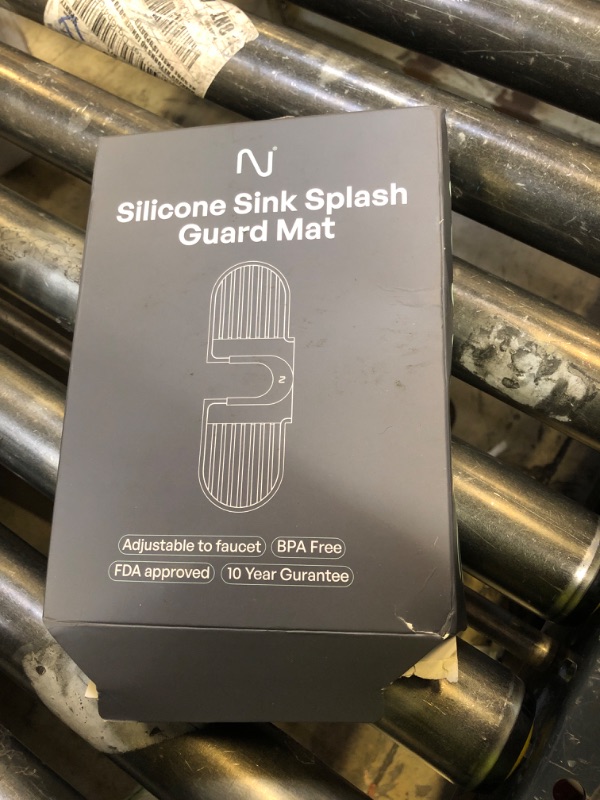 Silicone Sink Splash
Guard Mat
Adjustable to faucet BPA Free
FDA approved 10 Year Gurantee